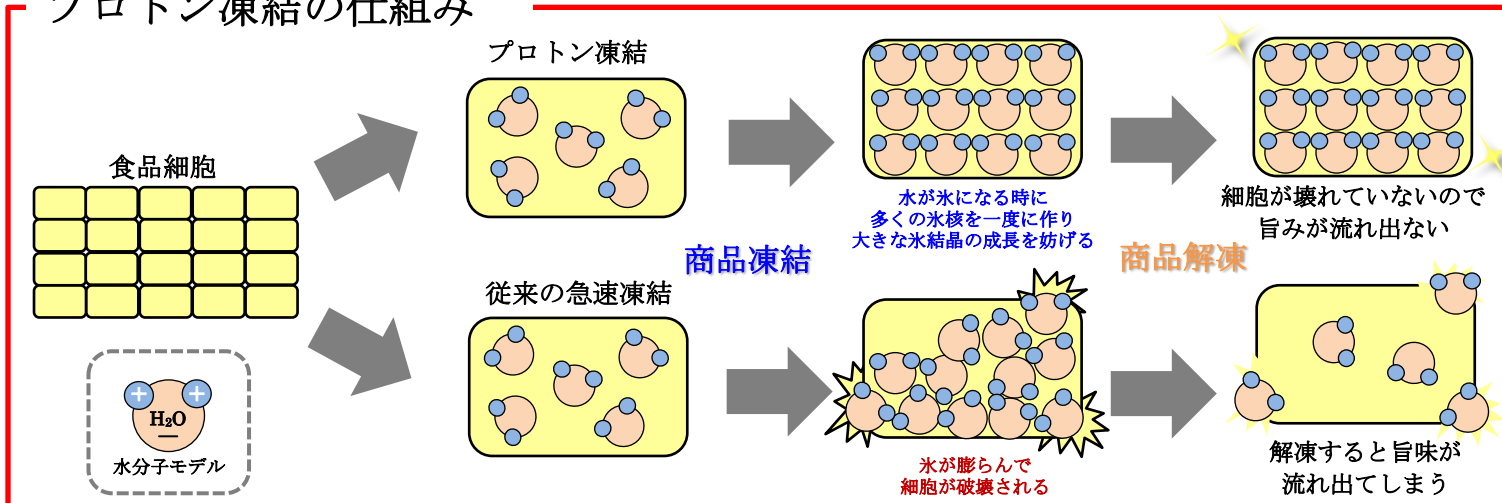 プロトン凍結の仕組み
プロトン凍結
食品細胞
水が氷になる時に
多くの氷核を一度に作り
大きな氷結晶の成長を妨げる
細胞が壊れていないので
旨みが流れ出ない
商品凍結
商品解凍
従来の急速凍結
+ +
H₂O
−
水分子モデル
氷が膨らんで
細胞が破壊される
解凍すると旨味が
流れ出てしまう